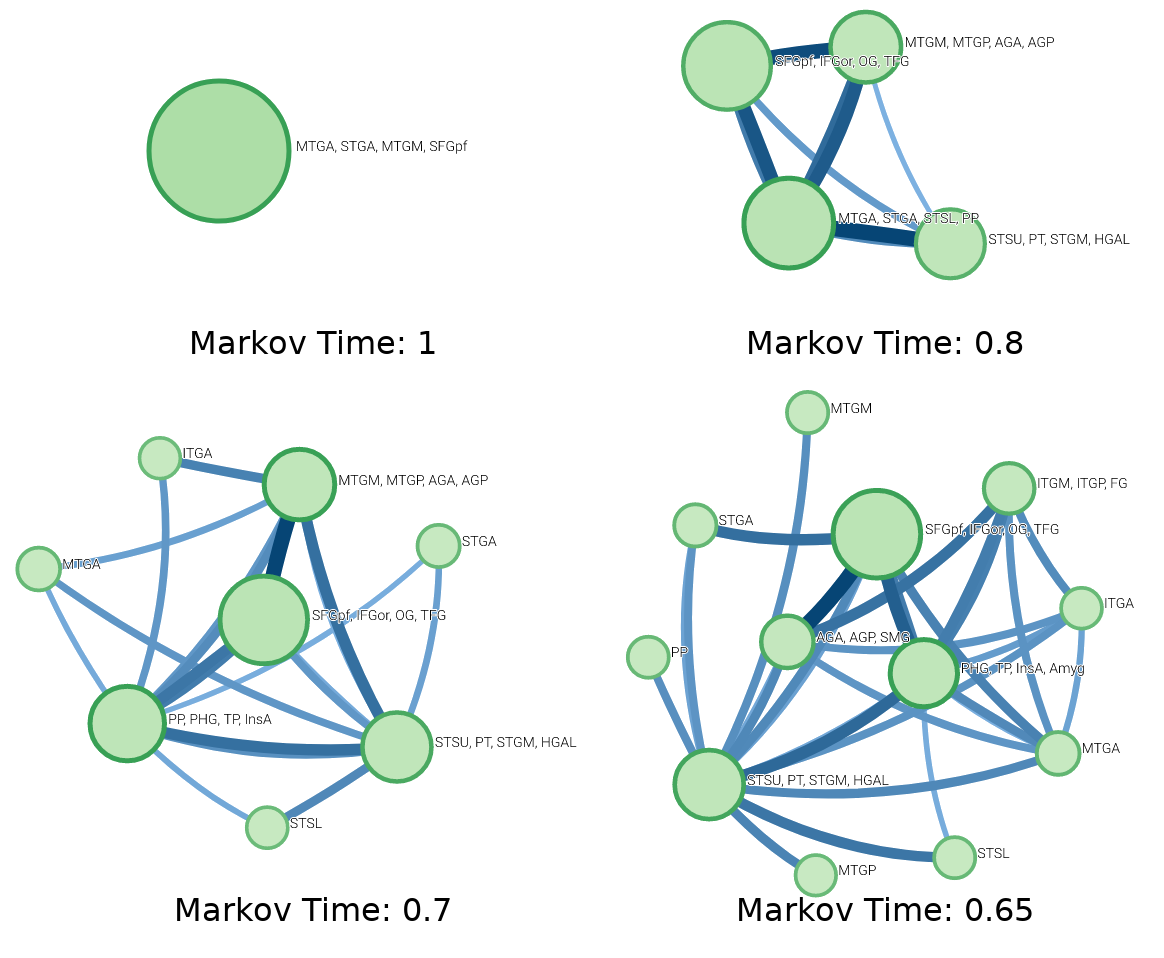 MTGA, STGA, MTGM, SFGpf
MTGM, MTGP, AGA, AGP
SFGpf, IFGor, OG, TFG
MTGA, STGA, STSL, PP
STSU, PT, STGM, HGAL
Markov Time: 1
Markov Time: 0.8
ITGA
MTGM, MTGP, AGA, AGP
STGA
MTGA
SFGpf, IFGor, OG, TFG
PP, PHG, TP, InsA
STSU, PT, STGM, HGAL
STSL
Markov Time: 0.7
MTGM
ITGM, ITGP, FG
STGA
SFGpf, IFGor, OG, TFG
ITGA
AGA, AGP, SMG
PP
PHG, TP, InsA, Amyg
MTGA
STSU, PT, STGM, HGAL
STSL
MTGP
Markov Time: 0.65